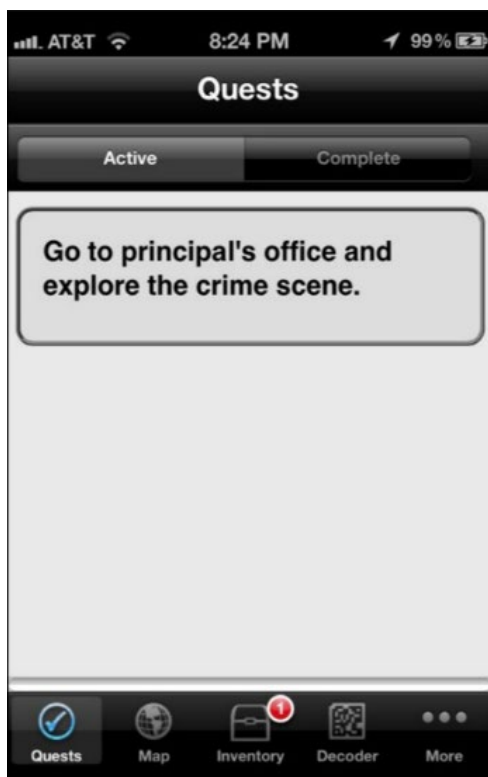 AT&T 8:24 PM 99%
Quests
Active Complete
Go to principal's office and
explore the crime scene.
1
Quests Map Inventory Decoder More